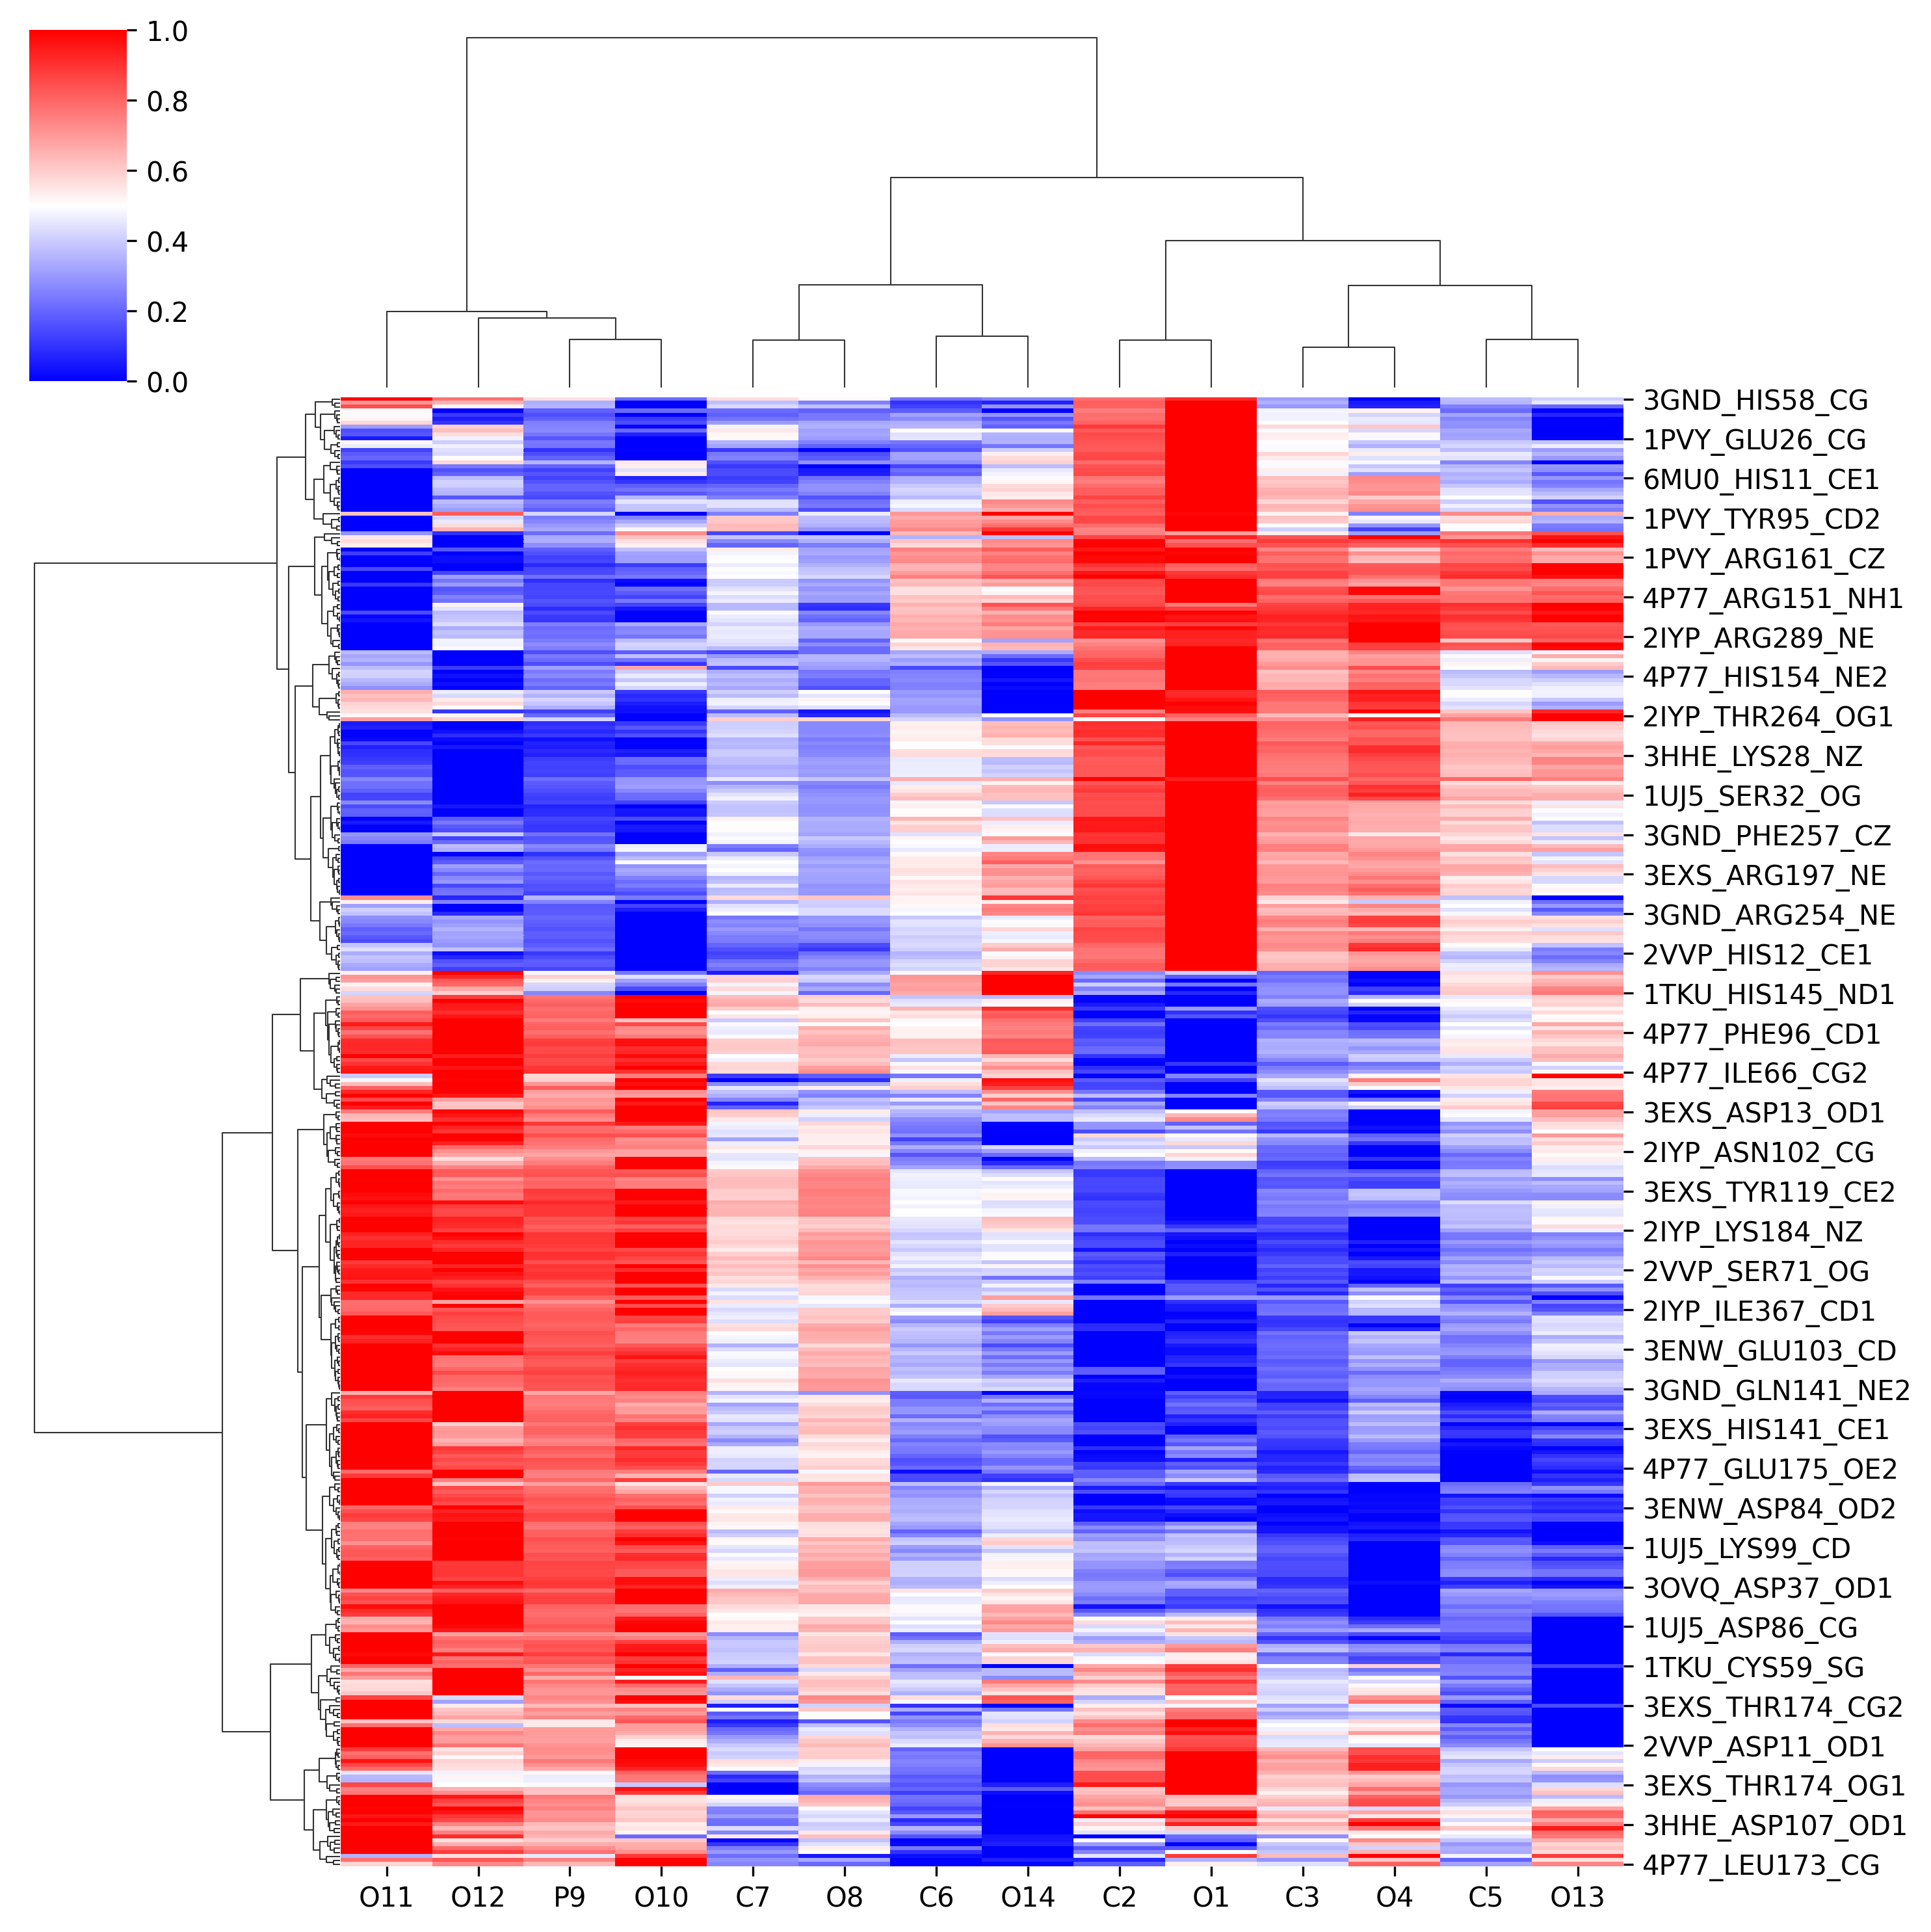 1.0
0.8
0.6
0.4
0.2
0.0
3GND_HIS58_CG
1PVY_GLU26_CG
6MU0_HIS11_CE1
1PVY_TYR95_CD2
1PVY_ARG161_CZ
4P77_ARG151_NH1
2IYP_ARG289_NE
4P77_HIS154_NE2
2IYP_THR264_OG1
3HHE_LYS28_NZ
1UJ5_SER32_OG
3GND_PHE257_CZ
3EXS_ARG197_NE
3GND_ARG254_NE
2VVP_HIS12_CE1
1TKU_HIS145_ND1
4P77_PHE96_CD1
4P77_ILE66_CG2
3EXS_ASP13_OD1
2IYP_ASN102_CG
3EXS_TYR119_CE2
2IYP_LYS184_NZ
2VVP_SER71_OG
2IYP_ILE367_CD1
3ENW_GLU103_CD
3GND_GLN141_NE2
3EXS_HIS141_CE1
4P77_GLU175_OE2
3ENW_ASP84_OD2
1UJ5_LYS99_CD
3OVQ_ASP37_OD1
1UJ5_ASP86_CG
1TKU_CYS59_SG
3EXS_THR174_CG2
2VVP_ASP11_OD1
3EXS_THR174_OG1
3HHE_ASP107_OD1
4P77_LEU173_CG
O11 O12 P9 O10 C7 O8 C6 O14 C2 O1 C3 O4 C5 O13